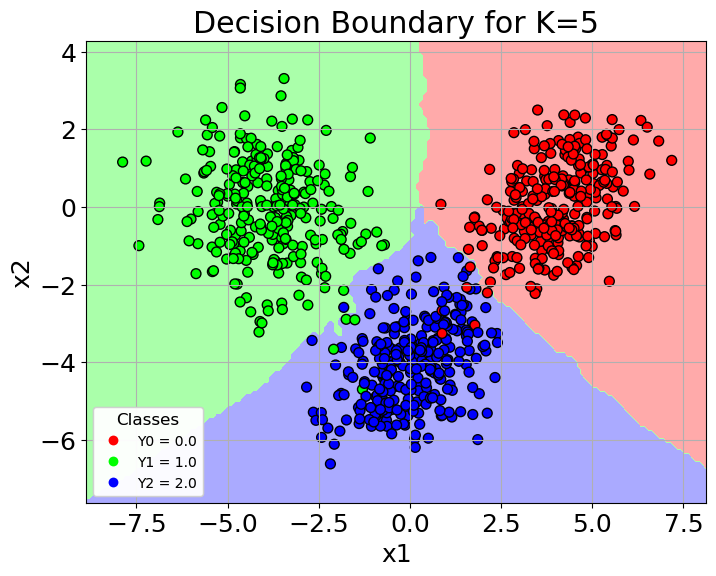 Decision Boundary for K=5
4
2
0
−2
−4
−6
x2
Classes
Y0 = 0.0
Y1 = 1.0
Y2 = 2.0
−7.5 −5.0 −2.5 0.0 2.5 5.0 7.5
x1